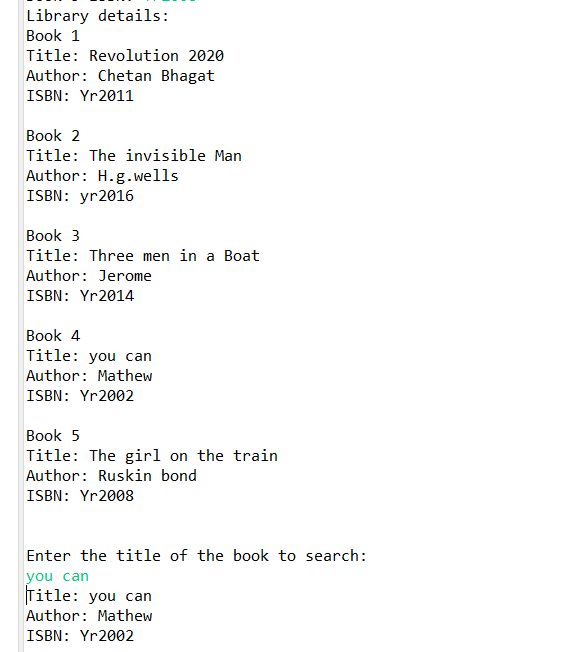 Library details:
Book 1
Title: Revolution 2020
Author: Chetan Bhagat
ISBN: Yr2011
Book 2
Title: The invisible Man
Author: H.g.wells
ISBN: yr2016
Book 3
Title: Three men in a Boat
Author: Jerome
ISBN: Yr2014
Book 4
Title: you can
Author: Mathew
ISBN: Yr2002
Book 5
Title: The girl on the train
Author: Ruskin bond
ISBN: Yr2008
Enter the title of the book to search:
you can
Title: you can
Author: Mathew
ISBN: Yr2002